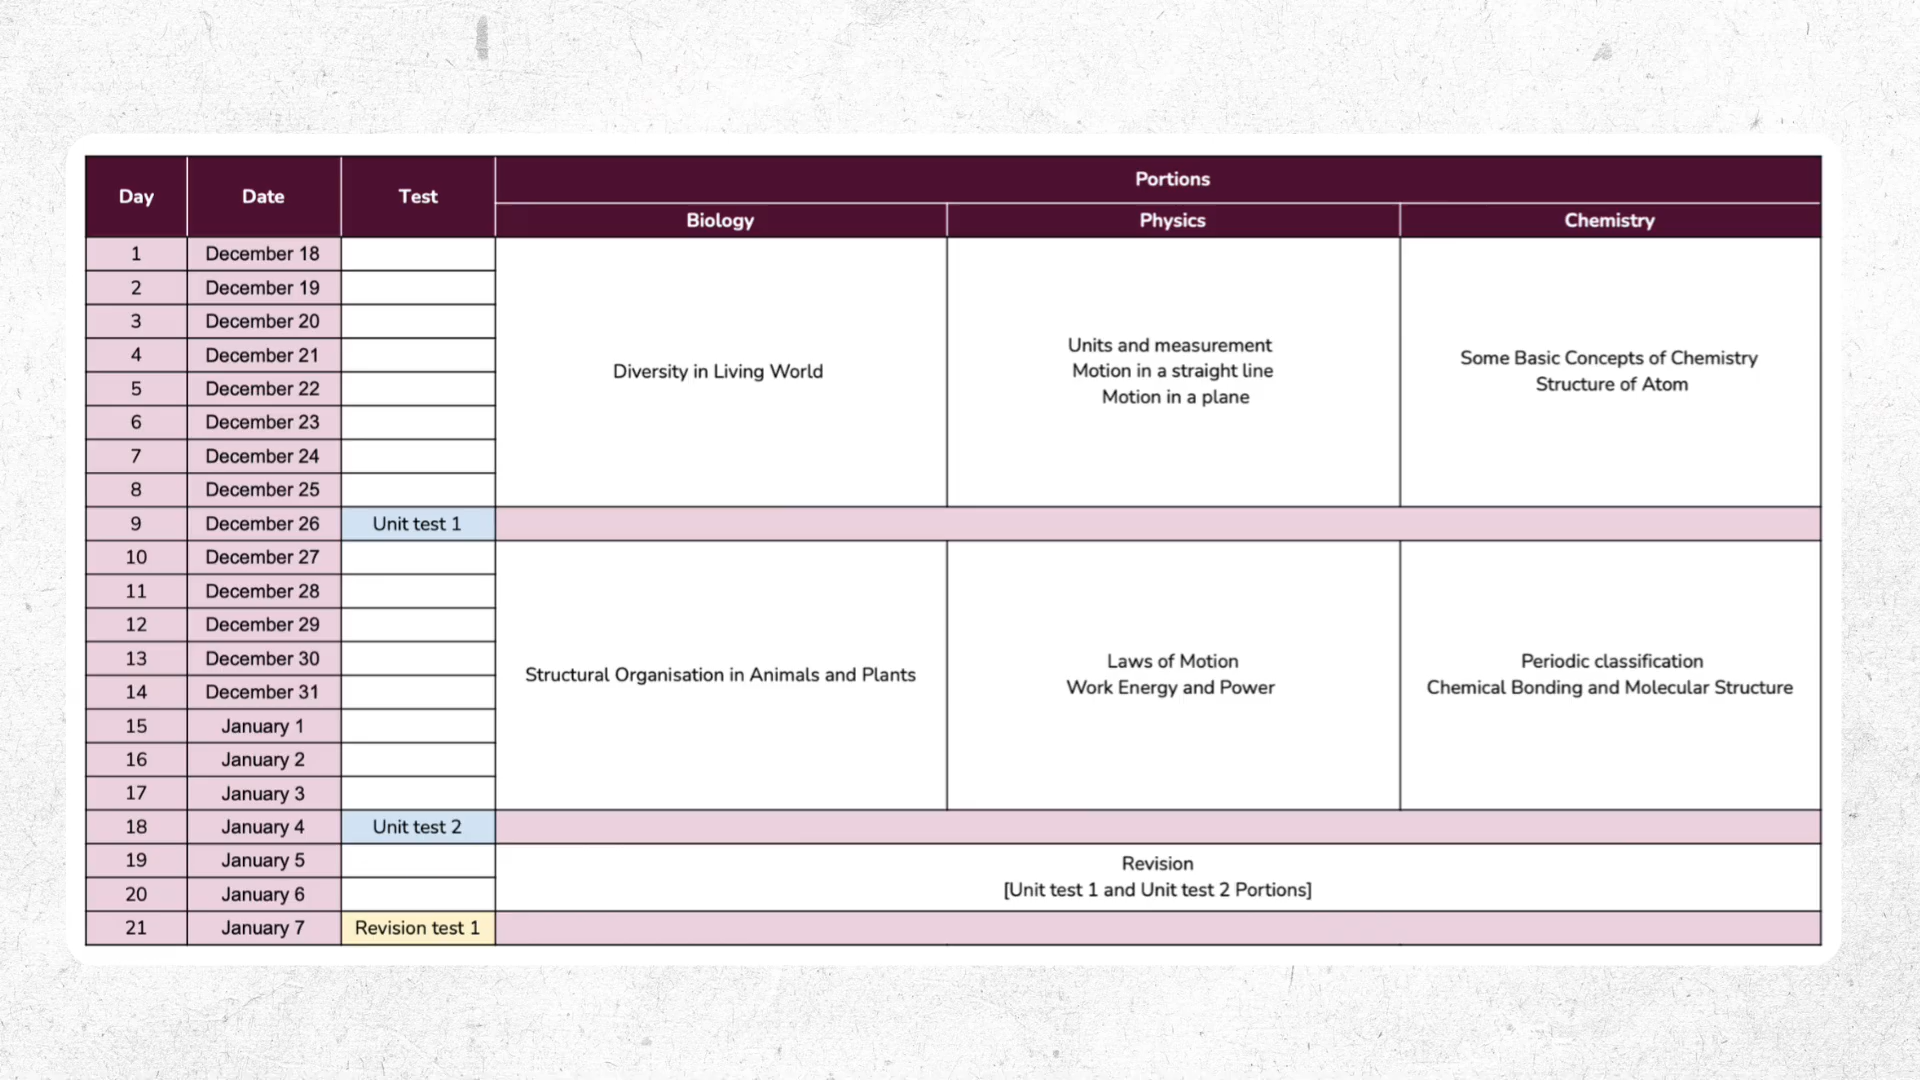 Day Date Test Portions
Biology Physics Chemistry
1 December 18
2 December 19
3 December 20
4 December 21
5 December 22
6 December 23
7 December 24
8 December 25
Diversity in Living World
Units and measurement
Motion in a straight line
Motion in a plane
Some Basic Concepts of Chemistry
Structure of Atom
9 December 26 Unit test 1
10 December 27
11 December 28
12 December 29
13 December 30
14 December 31
15 January 1
16 January 2
17 January 3
Structural Organisation in Animals and Plants
Laws of Motion
Work Energy and Power
Periodic classification
Chemical Bonding and Molecular Structure
18 January 4 Unit test 2
19 January 5
20 January 6
Revision
[Unit test 1 and Unit test 2 Portions]
21 January 7 Revision test 1